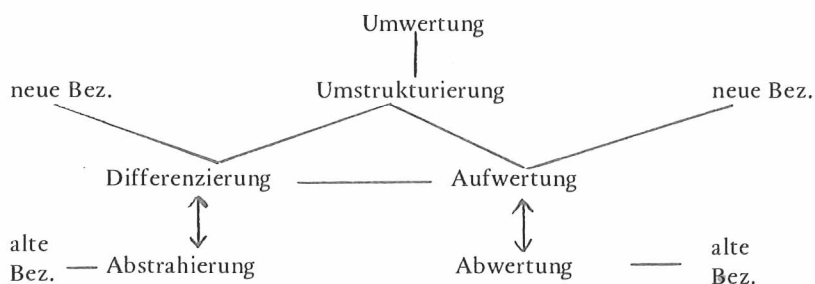 Umwertung
neue Bez. Umstrukturierung neue Bez.
Differenzierung Aufwertung
alte alte
Bez. Abstrahierung Abwertung Bez.